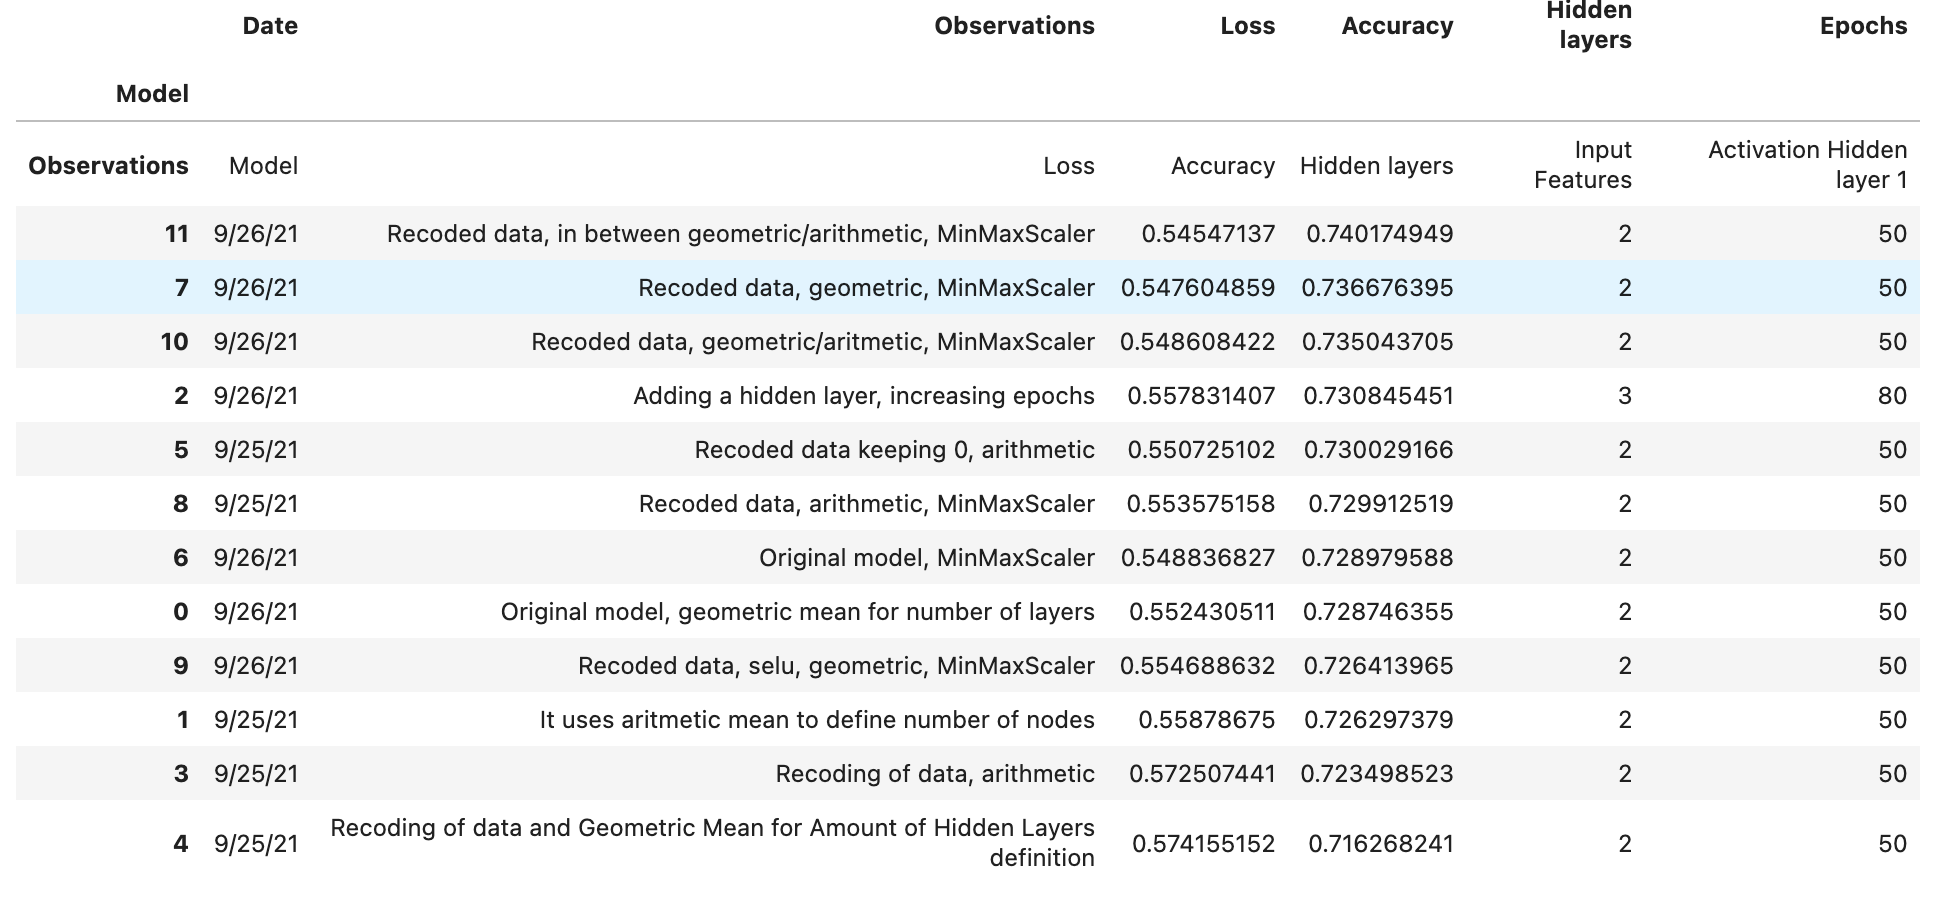 Date Observations Loss Accuracy Hidden layers Epochs
Model
Observations Model Loss Accuracy Hidden layers Input Features Activation Hidden layer 1
11 9/26/21 Recoded data, in between geometric/arithmetic, MinMaxScaler 0.54547137 0.740174949 2 50
7 9/26/21 Recoded data, geometric, MinMaxScaler 0.547604859 0.736676395 2 50
10 9/26/21 Recoded data, geometric/aritmetic, MinMaxScaler 0.548608422 0.735043705 2 50
2 9/26/21 Adding a hidden layer, increasing epochs 0.557831407 0.730845451 3 80
5 9/25/21 Recoded data keeping 0, arithmetic 0.550725102 0.730029166 2 50
8 9/25/21 Recoded data, arithmetic, MinMaxScaler 0.553575158 0.729912519 2 50
6 9/26/21 Original model, MinMaxScaler 0.548836827 0.728979588 2 50
0 9/26/21 Original model, geometric mean for number of layers 0.552430511 0.728746355 2 50
9 9/26/21 Recoded data, selu, geometric, MinMaxScaler 0.554688632 0.726413965 2 50
1 9/25/21 It uses aritmetic mean to define number of nodes 0.55878675 0.726297379 2 50
3 9/25/21 Recoding of data, arithmetic 0.572507441 0.723498523 2 50
4 9/25/21 Recoding of data and Geometric Mean for Amount of Hidden Layers definition 0.574155152 0.716268241 2 50